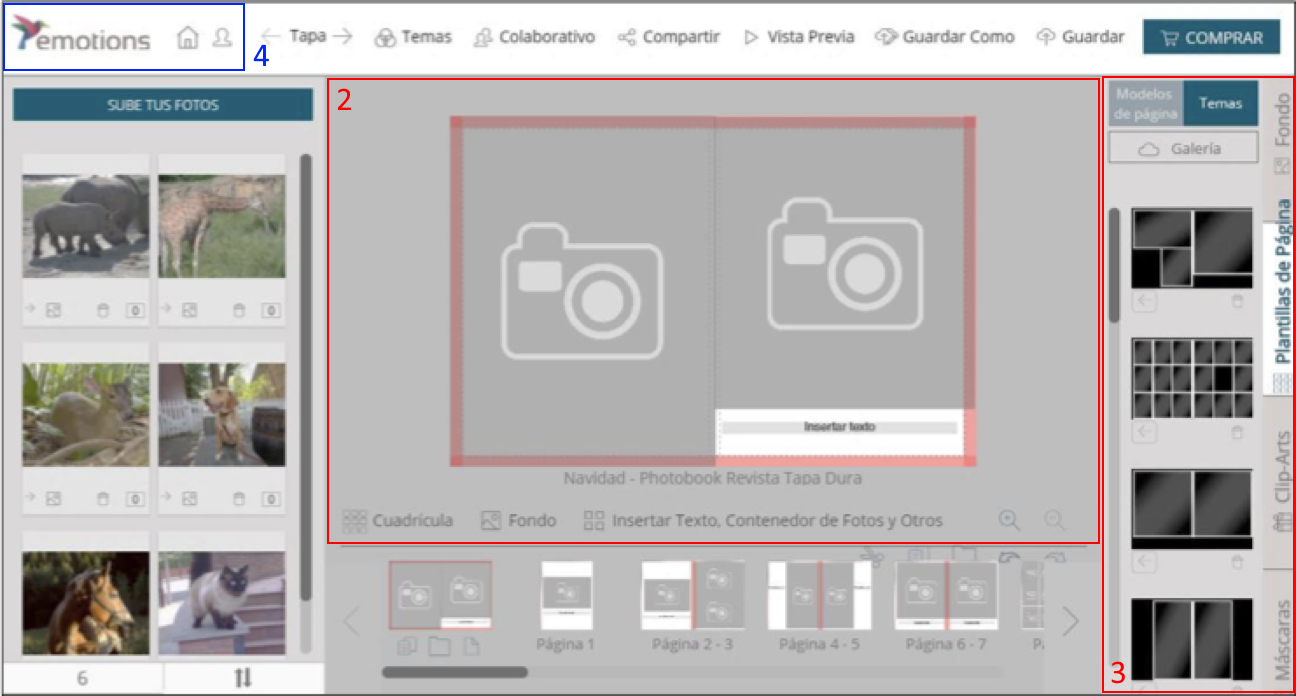 emotions
4
Tapa
Temas
Colaborativo
Compartir
Vista Previa
Guardar Como
Guardar
COMPRAR
SUBE TUS FOTOS
0
0
0
0
6
2
Insertar texto
Navidad - Photobook Revista Tapa Dura
Cuadrícula
Fondo
Insertar Texto, Contenedor de Fotos y Otros
Página 1
Página 2 - 3
Página 4 - 5
Página 6 - 7
Modelos
de página
Temas
Galería
Fondo
Plantillas de Página
Clip-Arts
Máscaras
3